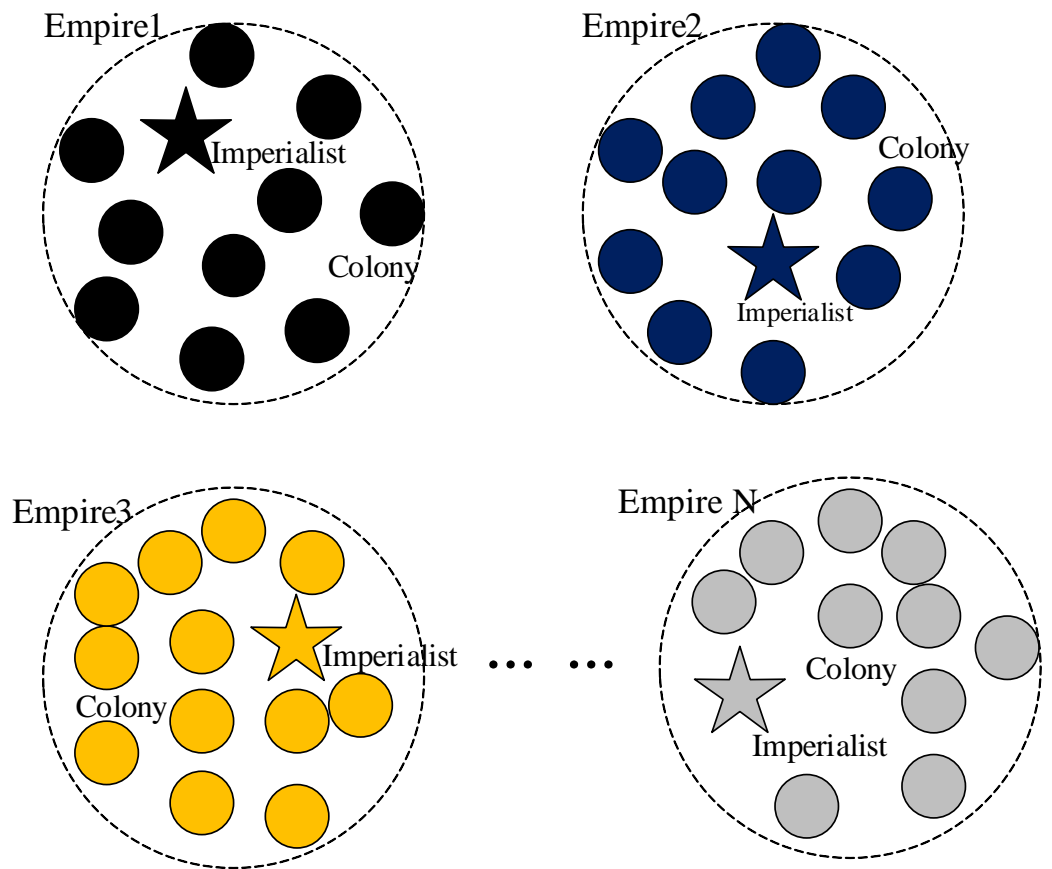 Empire1
Imperialist
Colony
Empire2
Colony
Imperialist
Empire3
Imperialist
Colony
... ...
Empire N
Colony
Imperialist